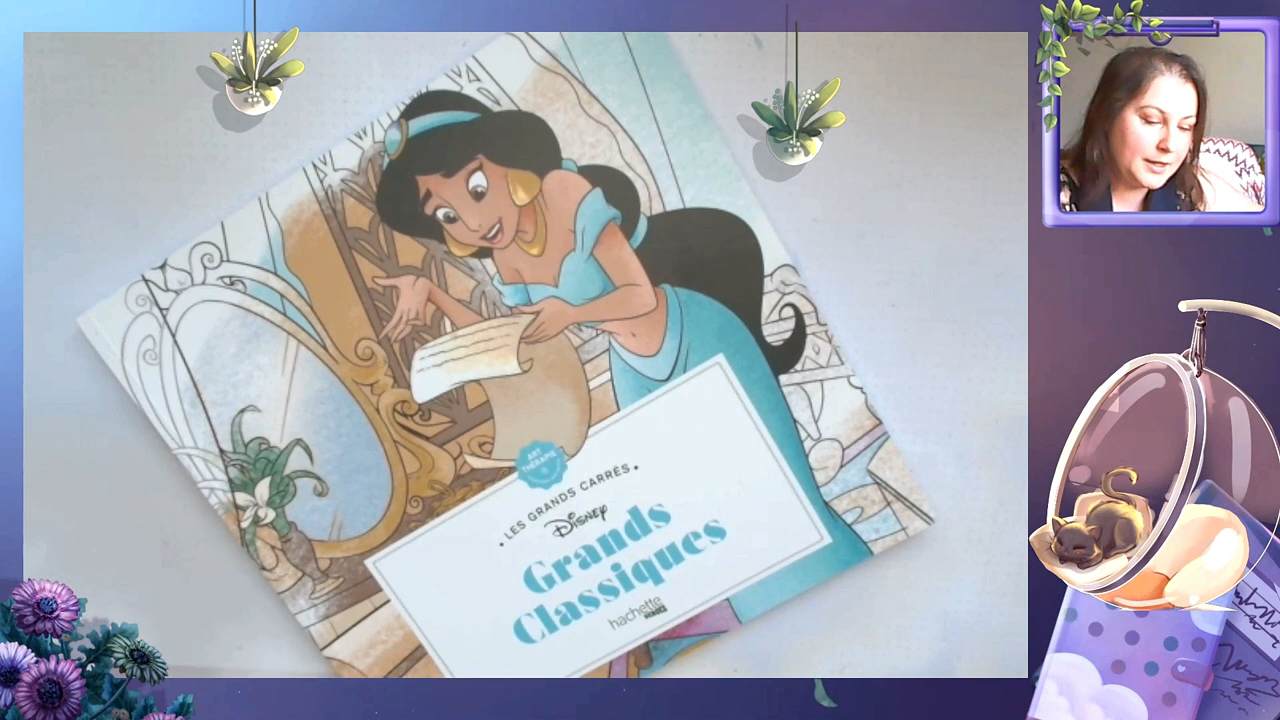 ART
THÉRAPIE
• LES GRANDS CARRÉS •
Disney
Grands
Classiques
hachette